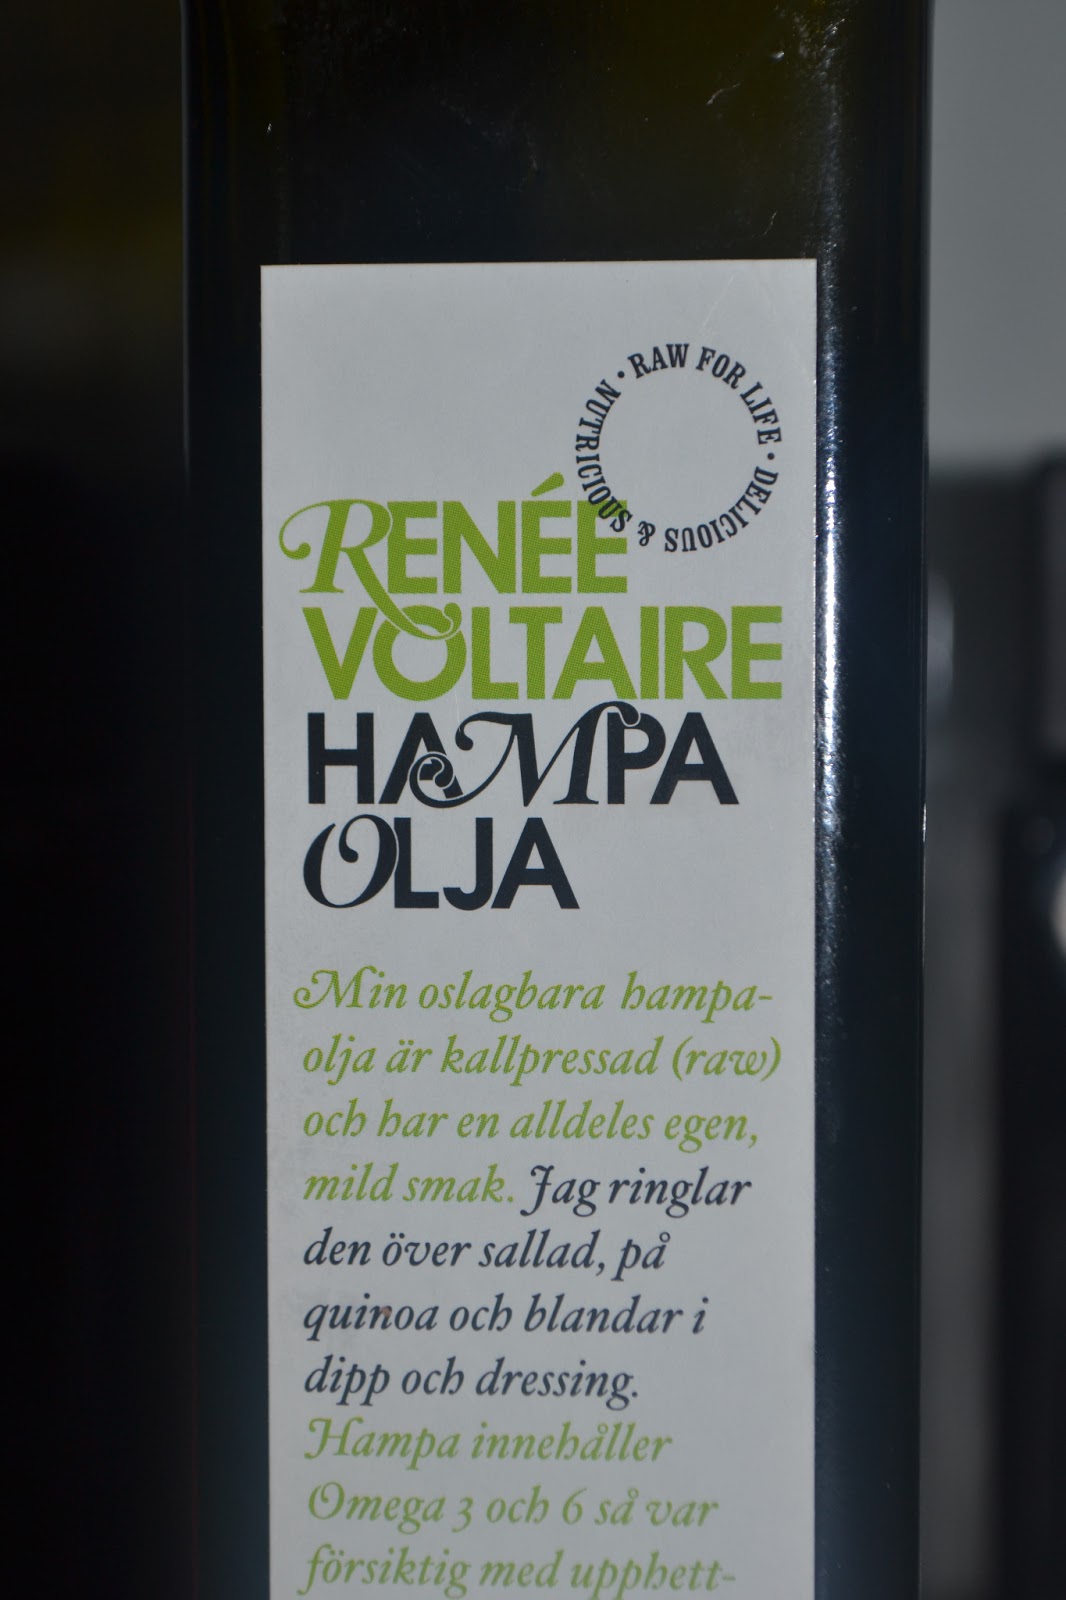 · RAW FOR LIFE · DELICIOUS & NUTRICIOUS
RENÉE
VOLTAIRE
HAMPA
OLJA
Min oslagbara hampa-
olja är kallpressad (raw)
och har en alldeles egen,
mild smak. Jag ringlar
den över sallad, på
quinoa och blandar i
dipp och dressing.
Hampa innehåller
Omega 3 och 6 så var
försiktig med upphett-